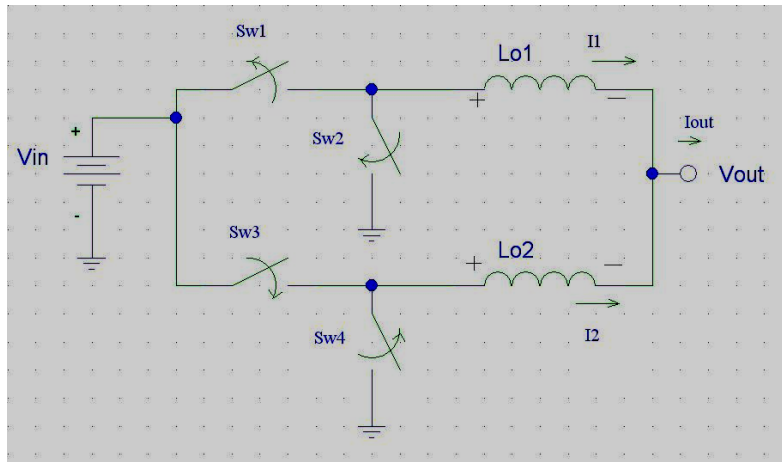 Sw1
Lo1
I1
+
−
Iout
+
Sw2
Vin
Vout
-
Sw3
+
Lo2
−
Sw4
I2